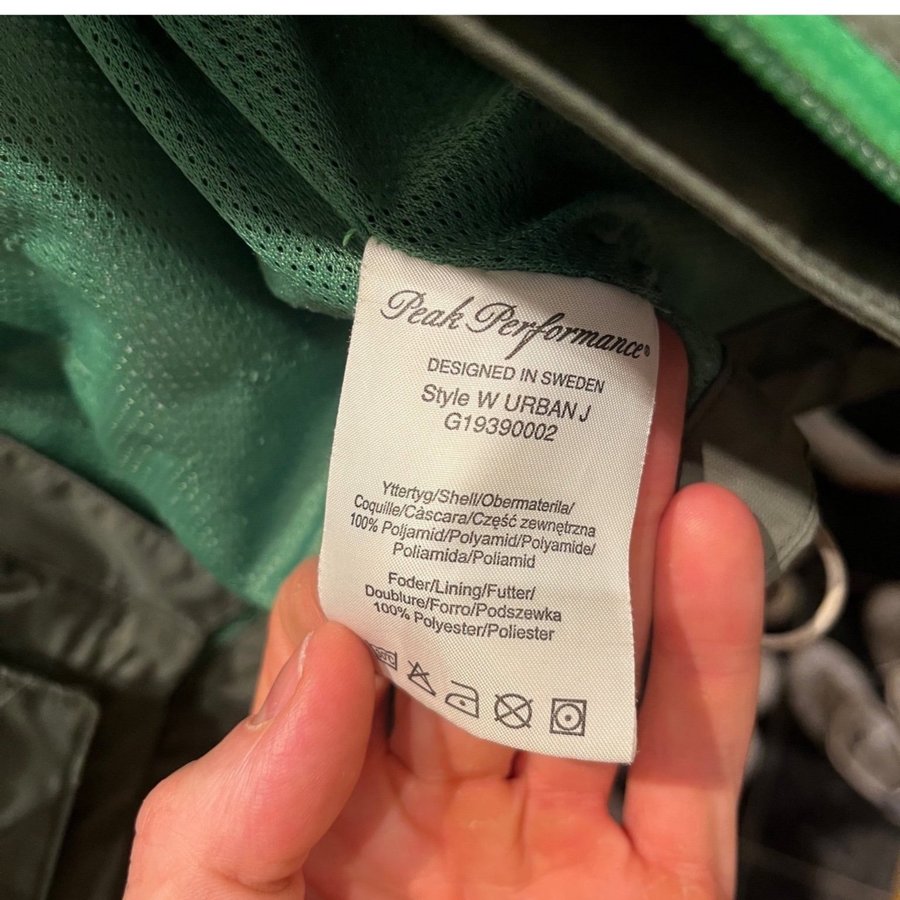 Peak Performance®
DESIGNED IN SWEDEN
Style W URBAN J
G19390002
Yttertyg/Shell/Obermaterila/
Coquille/Càscara/Część zewnętrzna
100% Poljamid/Polyamid/Polyamide/
Poliamida/Poliamid
Foder/Lining/Futter/
Doublure/Forro/Podszewka
100% Polyester/Poliester